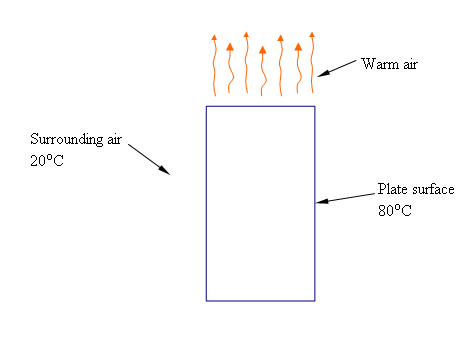 Warm air
Surrounding air
20°C
Plate surface
80°C